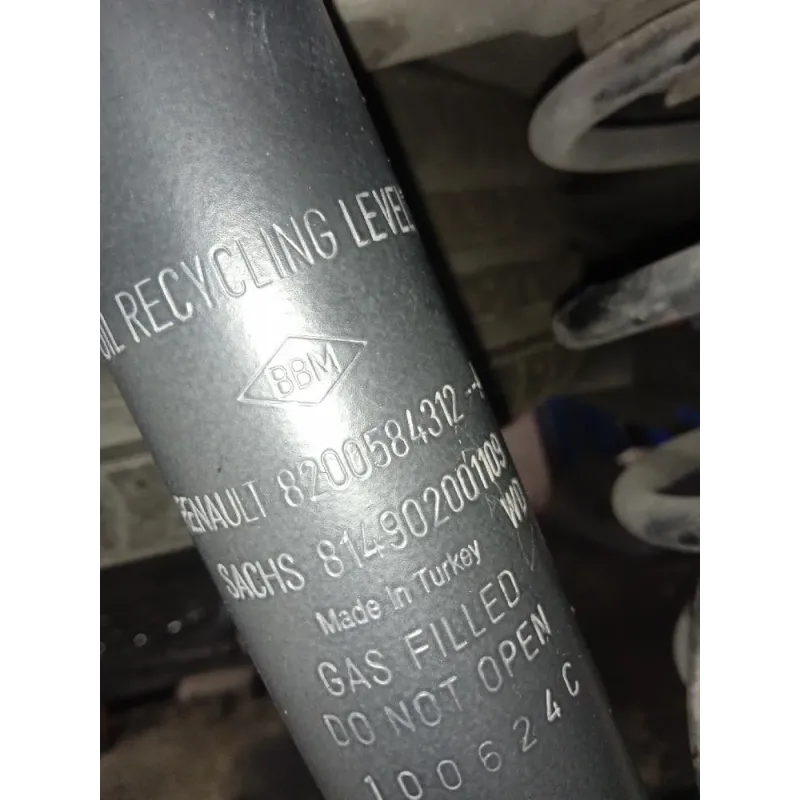 OIL RECYCLING LEVEL
BBM
RENAULT 8200584312--A
SACHS 814902001109
WD
Made In Turkey
GAS FILLED
DO NOT OPEN
100624C